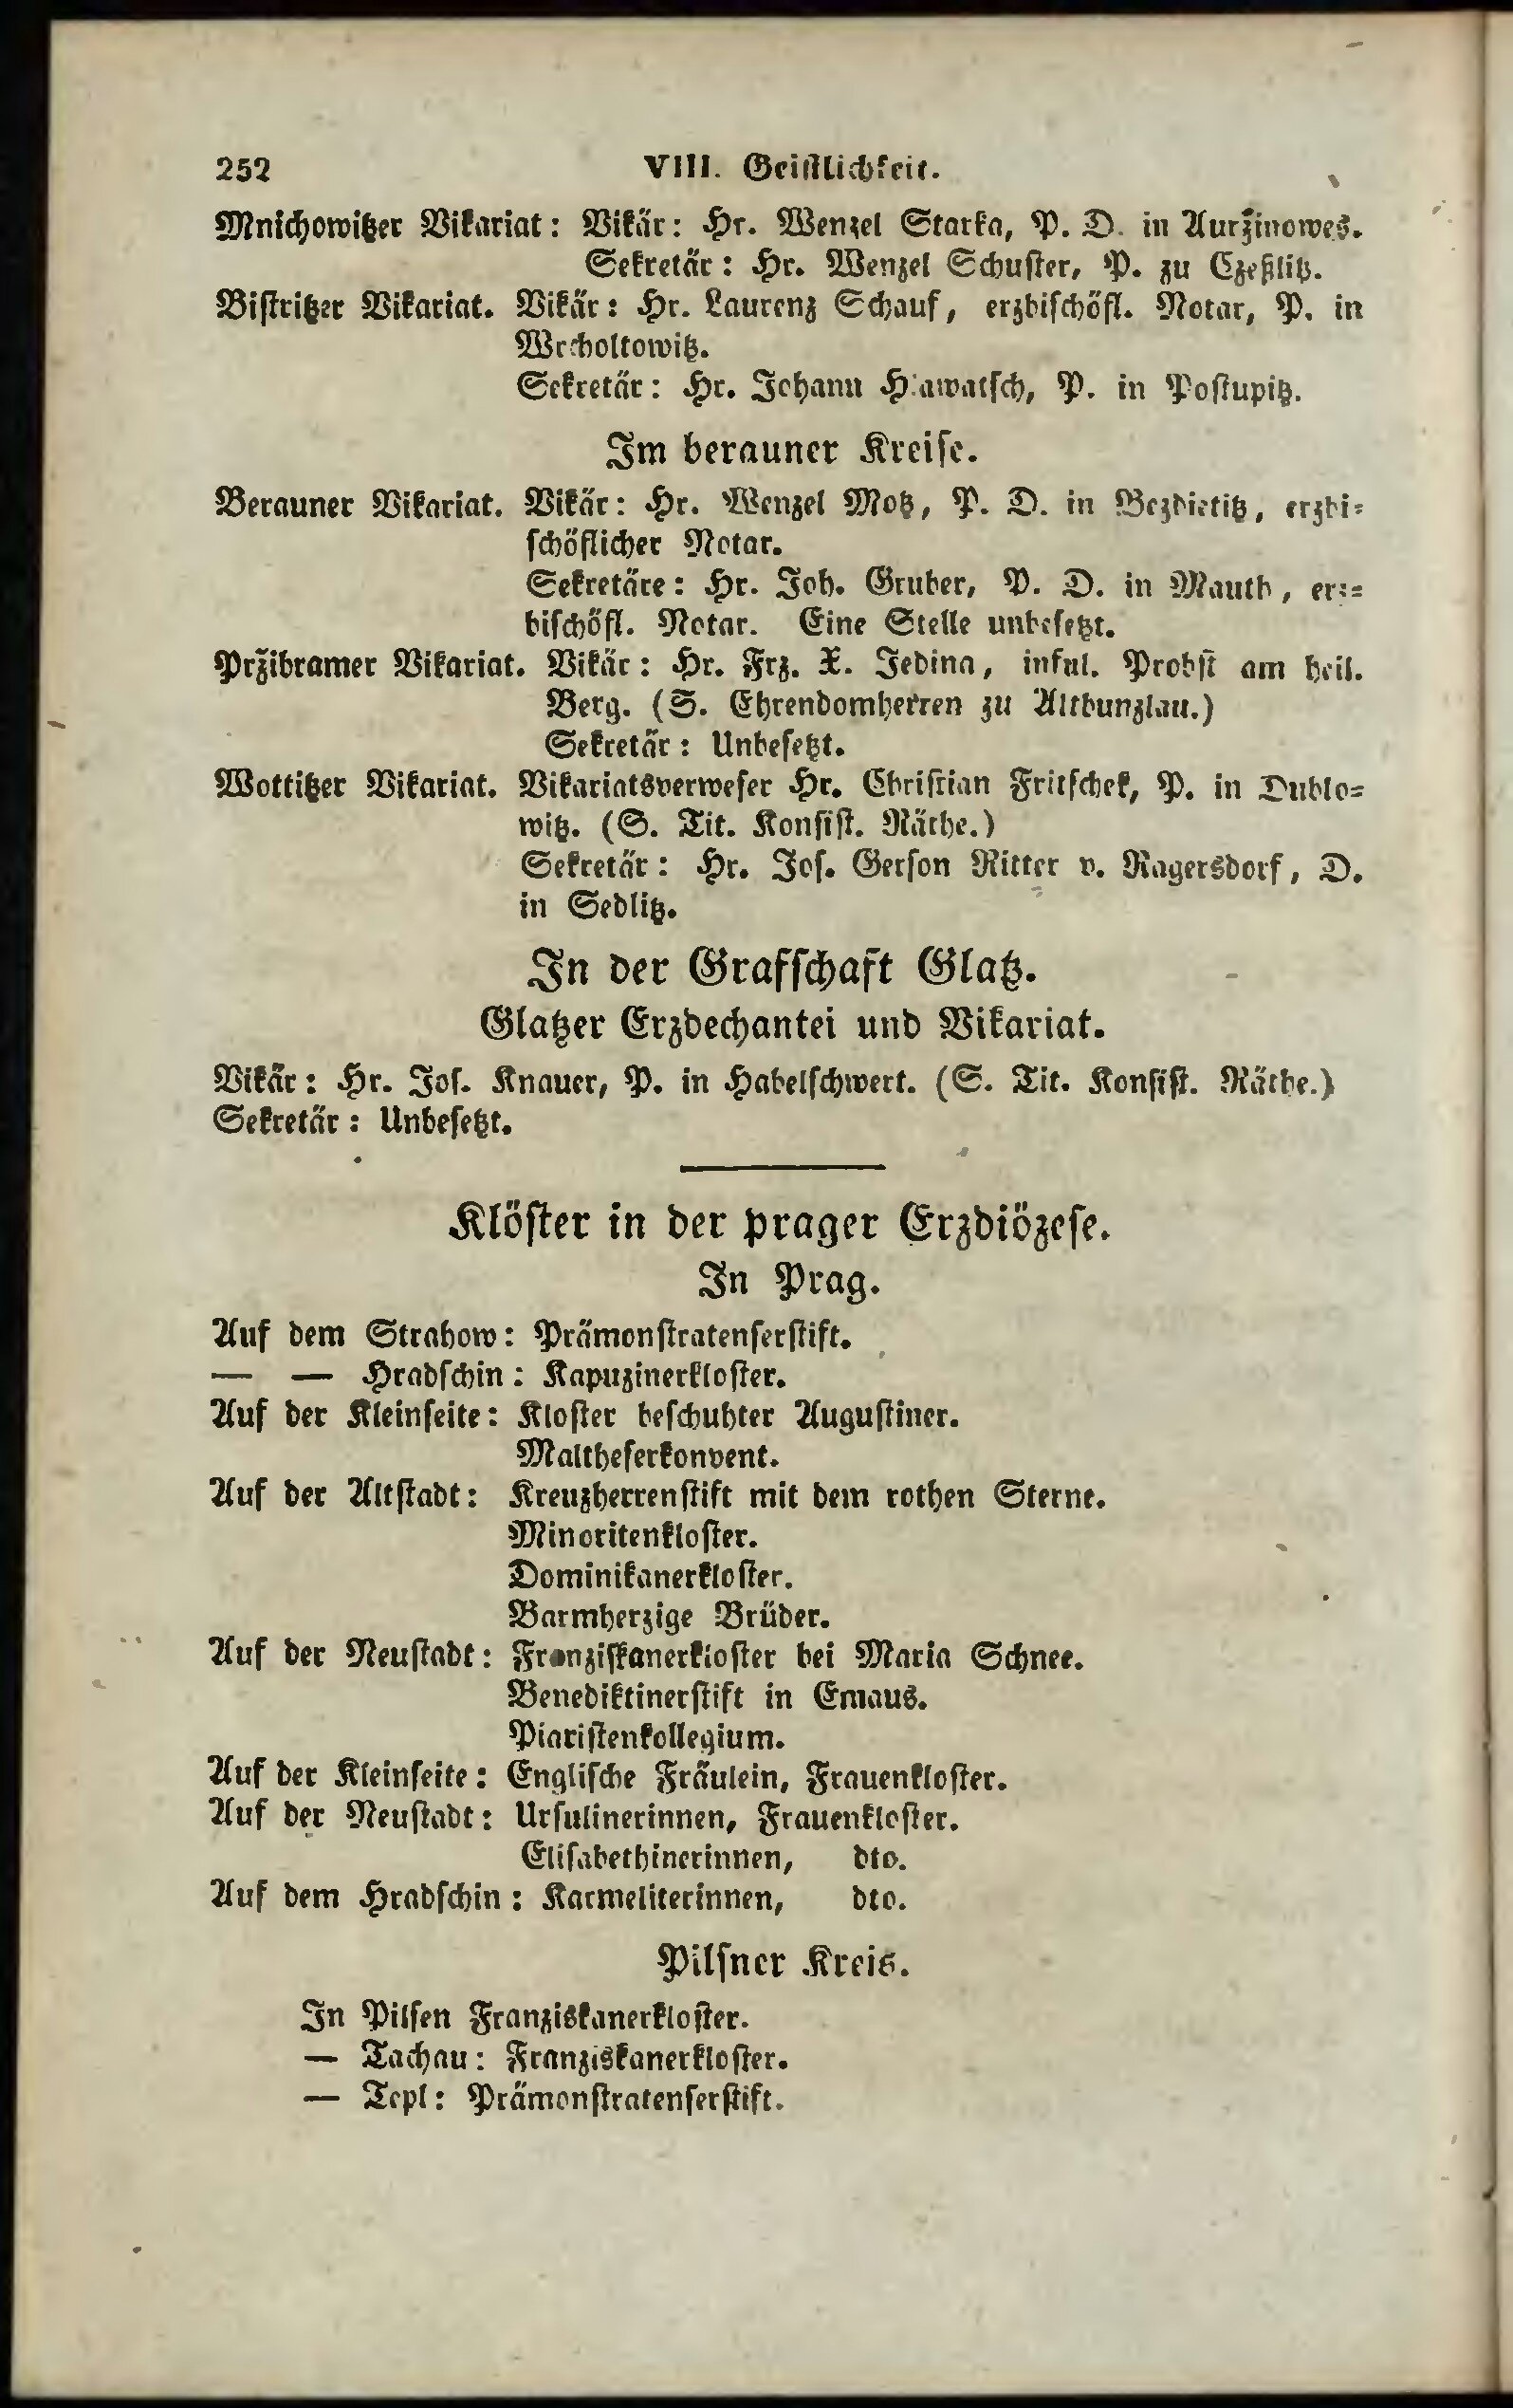 252 VIII. Geistlichkeit.
Mnichowitzer Vikariat: Vikär: Hr. Wenzel Starka, P. D. in Auržinowes.
Sekretär: Hr. Wenzel Schuster, P. zu Czeßlitz.
Bistritzer Vikariat. Vikär: Hr. Laurenz Schauf, erzbischöfl. Notar, P. in
Wrcholtowitz.
Sekretär: Hr. Johann Hlawatsch, P. in Postupitz.
Im berauner Kreise.
Berauner Vikariat. Vikär: Hr. Wenzel Motz, P. D. in Bezdietitz, erzbi-
schöflicher Notar.
Sekretäre: Hr. Joh. Gruber, P. D. in Mauth, erz-
bischöfl. Notar. Eine Stelle unbesetzt.
Pržibramer Vikariat. Vikär: Hr. Frz. X. Jedina, inful. Probst am heil.
Berg. (S. Ehrendomherren zu Altbunzlau.)
Sekretär: Unbesetzt.
Wottitzer Vikariat. Vikariatsverweser Hr. Christian Fritschek, P. in Dublo-
witz. (S. Tit. Konsist. Räthe.)
Sekretär: Hr. Jos. Gerson Ritter v. Ragersdorf, D.
in Sedlitz.
In der Grafschaft Glatz.
Glatzer Erzdechantei und Vikariat.
Vikär: Hr. Jos. Knauer, P. in Habelschwert. (S. Tit. Konsist. Räthe.)
Sekretär: Unbesetzt.
Klöster in der prager Erzdiözese.
In Prag.
Auf dem Strahow: Prämonstratenserstift.
— — Hradschin: Kapuzinerkloster.
Auf der Kleinseite: Kloster beschuhter Augustiner.
Maltheserkonvent.
Auf der Altstadt: Kreuzherrenstift mit dem rothen Sterne.
Minoritenkloster.
Dominikanerkloster.
Barmherzige Brüder.
Auf der Neustadt: Franziskanerkloster bei Maria Schnee.
Benediktinerstift in Emaus.
Piaristenkollegium.
Auf der Kleinseite: Englische Fräulein, Frauenkloster.
Auf der Neustadt: Ursulinerinnen, Frauenkloster.
Elisabethinerinnen, dto.
Auf dem Hradschin: Karmeliterinnen, dto.
Pilsner Kreis.
In Pilsen Franziskanerkloster.
— Tachau: Franziskanerkloster.
— Tepl: Prämonstratenserstift.